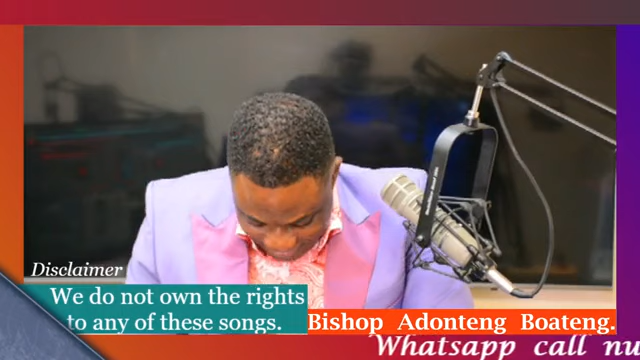 Disclaimer
We do not own the rights
to any of these songs.
Bishop Adonteng Boateng.
Whatsapp call nu